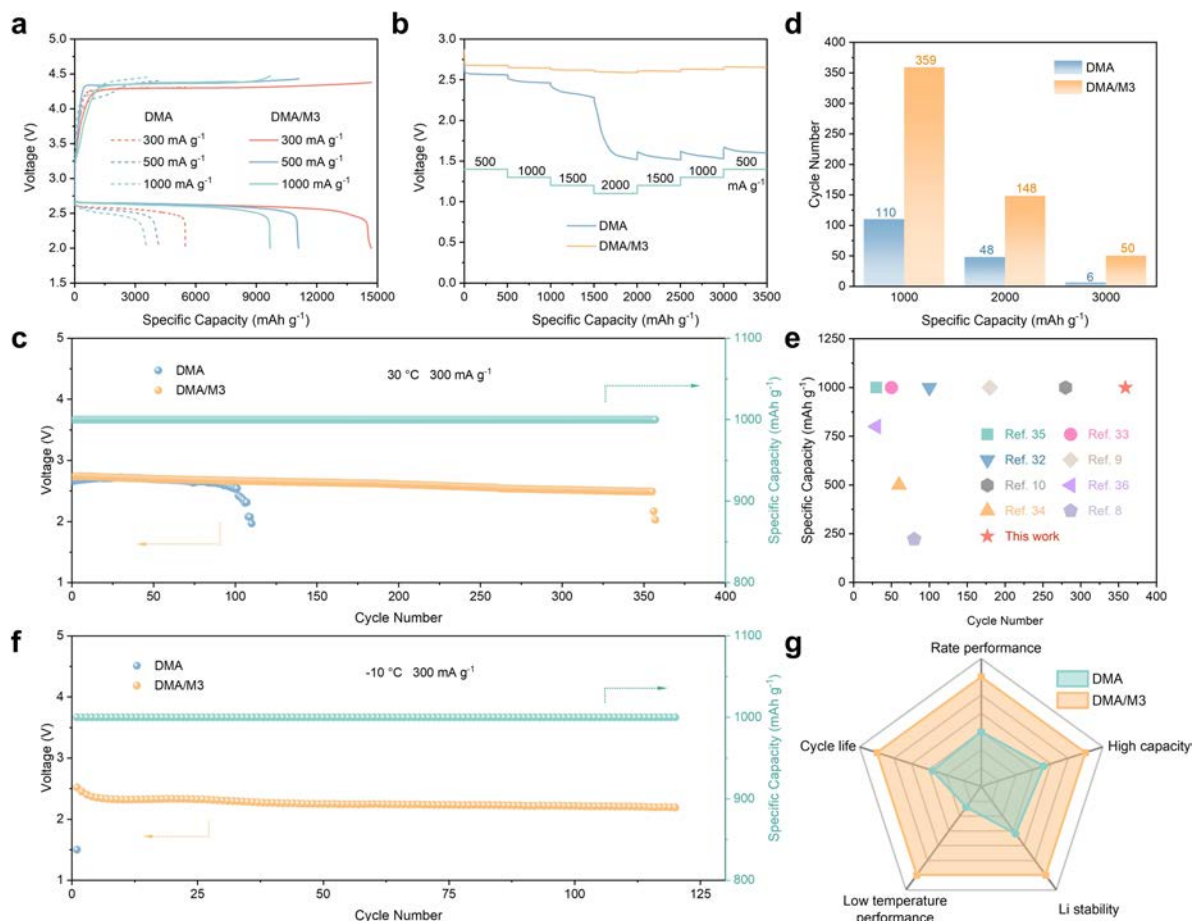 a
Voltage (V)
5.0
4.5
4.0
3.5
3.0
2.5
2.0
1.5
DMA
300 mA g⁻¹
500 mA g⁻¹
1000 mA g⁻¹
DMA/M3
300 mA g⁻¹
500 mA g⁻¹
1000 mA g⁻¹
0 3000 6000 9000 12000 15000
Specific Capacity (mAh g⁻¹)
b
Voltage (V)
3.0
2.5
2.0
1.5
1.0
0.5
0.0
500 1000 1500 2000 1500 1000 500
mA g⁻¹
DMA
DMA/M3
0 500 1000 1500 2000 2500 3000 3500
Specific Capacity (mAh g⁻¹)
d
Cycle Number
400
350
300
250
200
150
100
50
0
DMA
DMA/M3
110 359
48 148
6 50
1000 2000 3000
Specific Capacity (mAh g⁻¹)
c
Voltage (V)
5
4
3
2
1
DMA
DMA/M3
30 °C 300 mA g⁻¹
1100
1000
900
800
Specific Capacity (mAh g⁻¹)
0 50 100 150 200 250 300 350 400
Cycle Number
e
Specific Capacity (mAh g⁻¹)
1250
1000
750
500
250
0
Ref. 35 Ref. 33
Ref. 32 Ref. 9
Ref. 10 Ref. 36
Ref. 34 Ref. 8
This work
0 50 100 150 200 250 300 350 400
Cycle Number
f
Voltage (V)
5
4
3
2
1
DMA
DMA/M3
-10 °C 300 mA g⁻¹
1100
1000
900
800
Specific Capacity (mAh g⁻¹)
0 25 50 75 100 125
Cycle Number
g
Rate performance
DMA
DMA/M3
Cycle life
High capacity
Low temperature
performance
Li stability